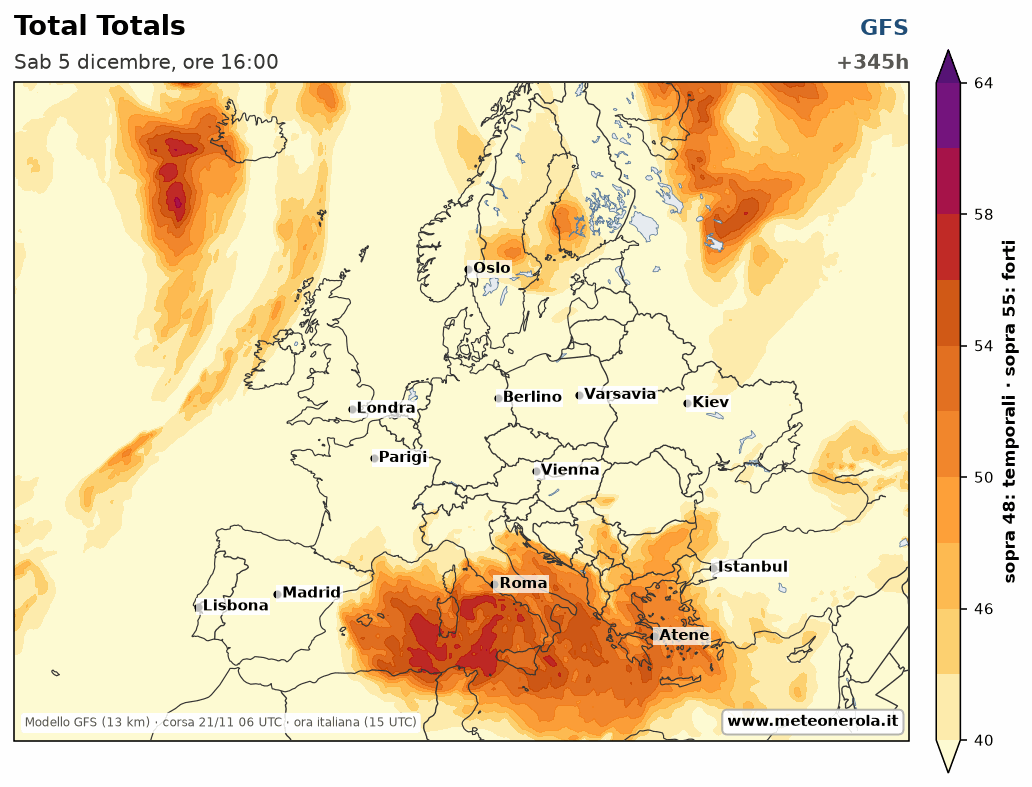 Total Totals
GFS
Sab 5 dicembre, ore 16:00
+345h
64
58
54
50
46
40
sopra 48: temporali · sopra 55: forti
Oslo
Berlino
Varsavia
Kiev
Londra
Parigi
Vienna
Istanbul
Roma
Madrid
Lisbona
Atene
Modello GFS (13 km) · corsa 21/11 06 UTC · ora italiana (15 UTC)
www.meteonerola.it